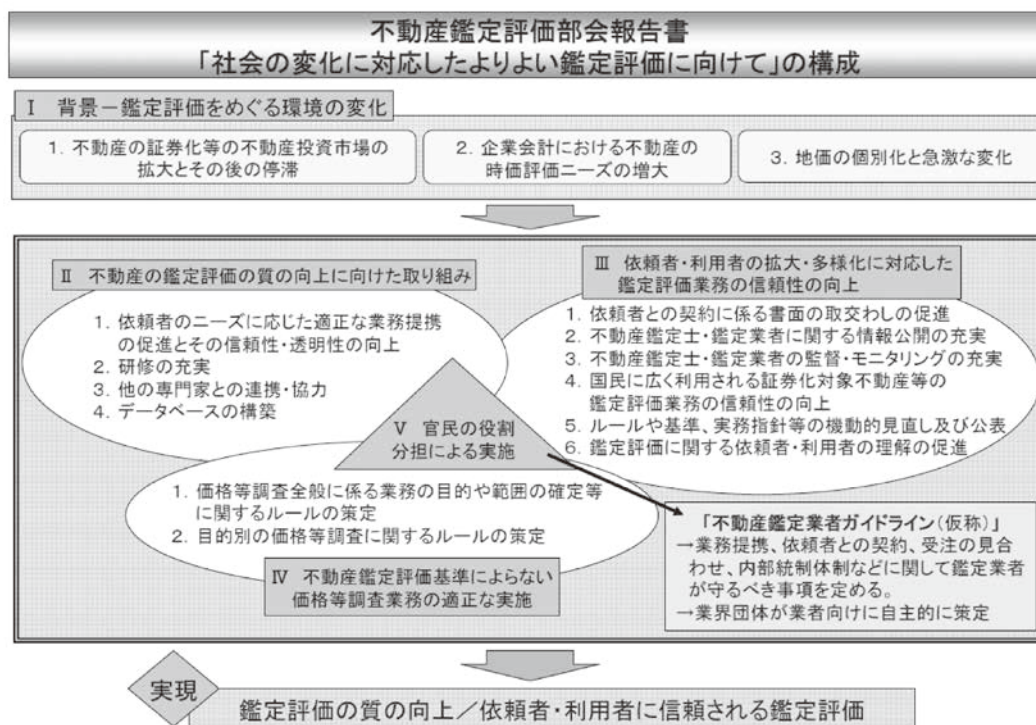 不動産鑑定評価部会報告書
「社会の変化に対応したよりよい鑑定評価に向けて」の構成
Ⅰ 背景－鑑定評価をめぐる環境の変化
1. 不動産の証券化等の不動産投資市場の
拡大とその後の停滞
2. 企業会計における不動産の
時価評価ニーズの増大
3. 地価の個別化と急激な変化
Ⅱ 不動産の鑑定評価の質の向上に向けた取り組み
1. 依頼者のニーズに応じた適正な業務提携
の促進とその信頼性・透明性の向上
2. 研修の充実
3. 他の専門家との連携・協力
4. データベースの構築
Ⅲ 依頼者・利用者の拡大・多様化に対応した
鑑定評価業務の信頼性の向上
1. 依頼者との契約に係る書面の取交わしの促進
2. 不動産鑑定士・鑑定業者に関する情報公開の充実
3. 不動産鑑定士・鑑定業者の監督・モニタリングの充実
4. 国民に広く利用される証券化対象不動産等の
鑑定評価業務の信頼性の向上
5. ルールや基準、実務指針等の機動的見直し及び公表
6. 鑑定評価に関する依頼者・利用者の理解の促進
Ⅴ 官民の役割
分担による実施
1. 価格等調査全般に係る業務の目的や範囲の確定等
に関するルールの策定
2. 目的別の価格等調査に関するルールの策定
Ⅳ 不動産鑑定評価基準によらない
価格等調査業務の適正な実施
「不動産鑑定業者ガイドライン(仮称)」
→業務提携、依頼者との契約、受注の見合
わせ、内部統制体制などに関して鑑定業者
が守るべき事項を定める。
→業界団体が業者向けに自主的に策定
実現
鑑定評価の質の向上／依頼者・利用者に信頼される鑑定評価